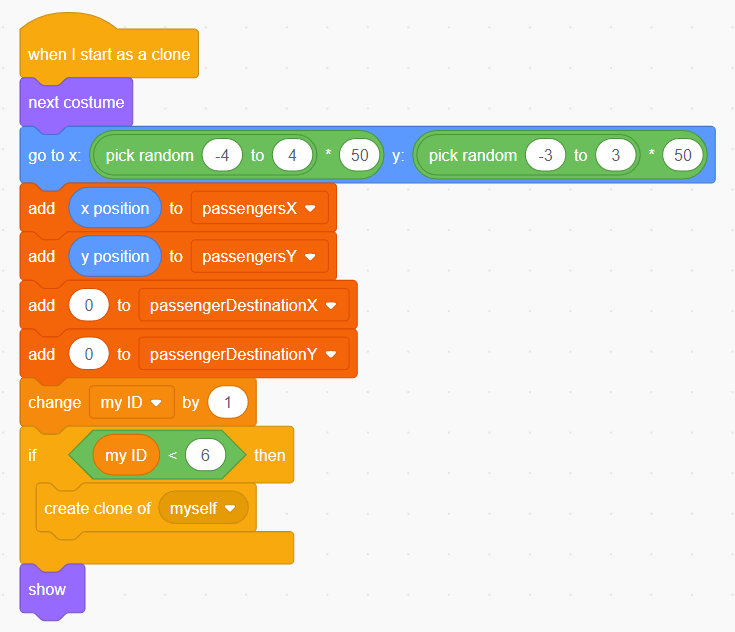 when I start as a clone
next costume
go to x: pick random -4 to 4 * 50 y: pick random -3 to 3 * 50
add x position to passengersX
add y position to passengersY
add 0 to passengerDestinationX
add 0 to passengerDestinationY
change my ID by 1
if my ID < 6 then
create clone of myself
show